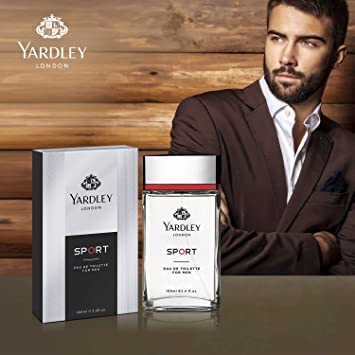 YARDLEY
LONDON
YARDLEY
LONDON
SPORT
EAU DE TOILETTE
FOR MEN
YARDLEY
LONDON
SPORT
EAU DE TOILETTE
FOR MEN